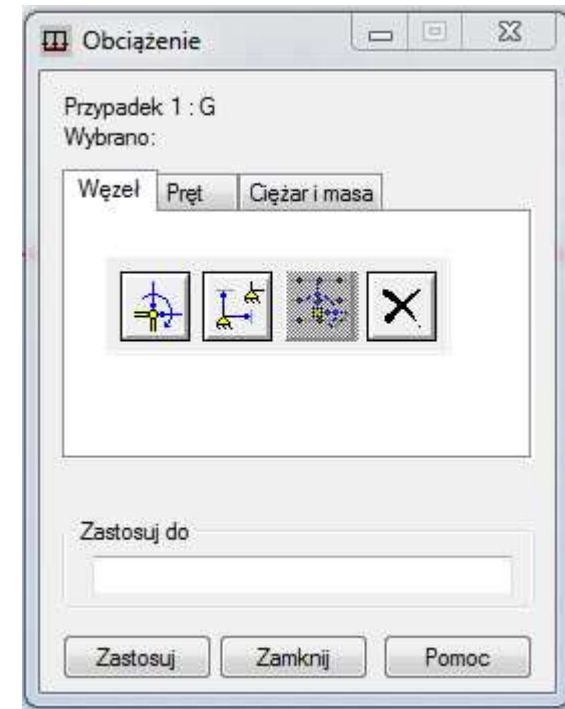 Obciążenie
Przypadek 1 : G
Wybrano:
Węzeł Pręt Ciężar i masa
Zastosuj do
Zastosuj Zamknij Pomoc